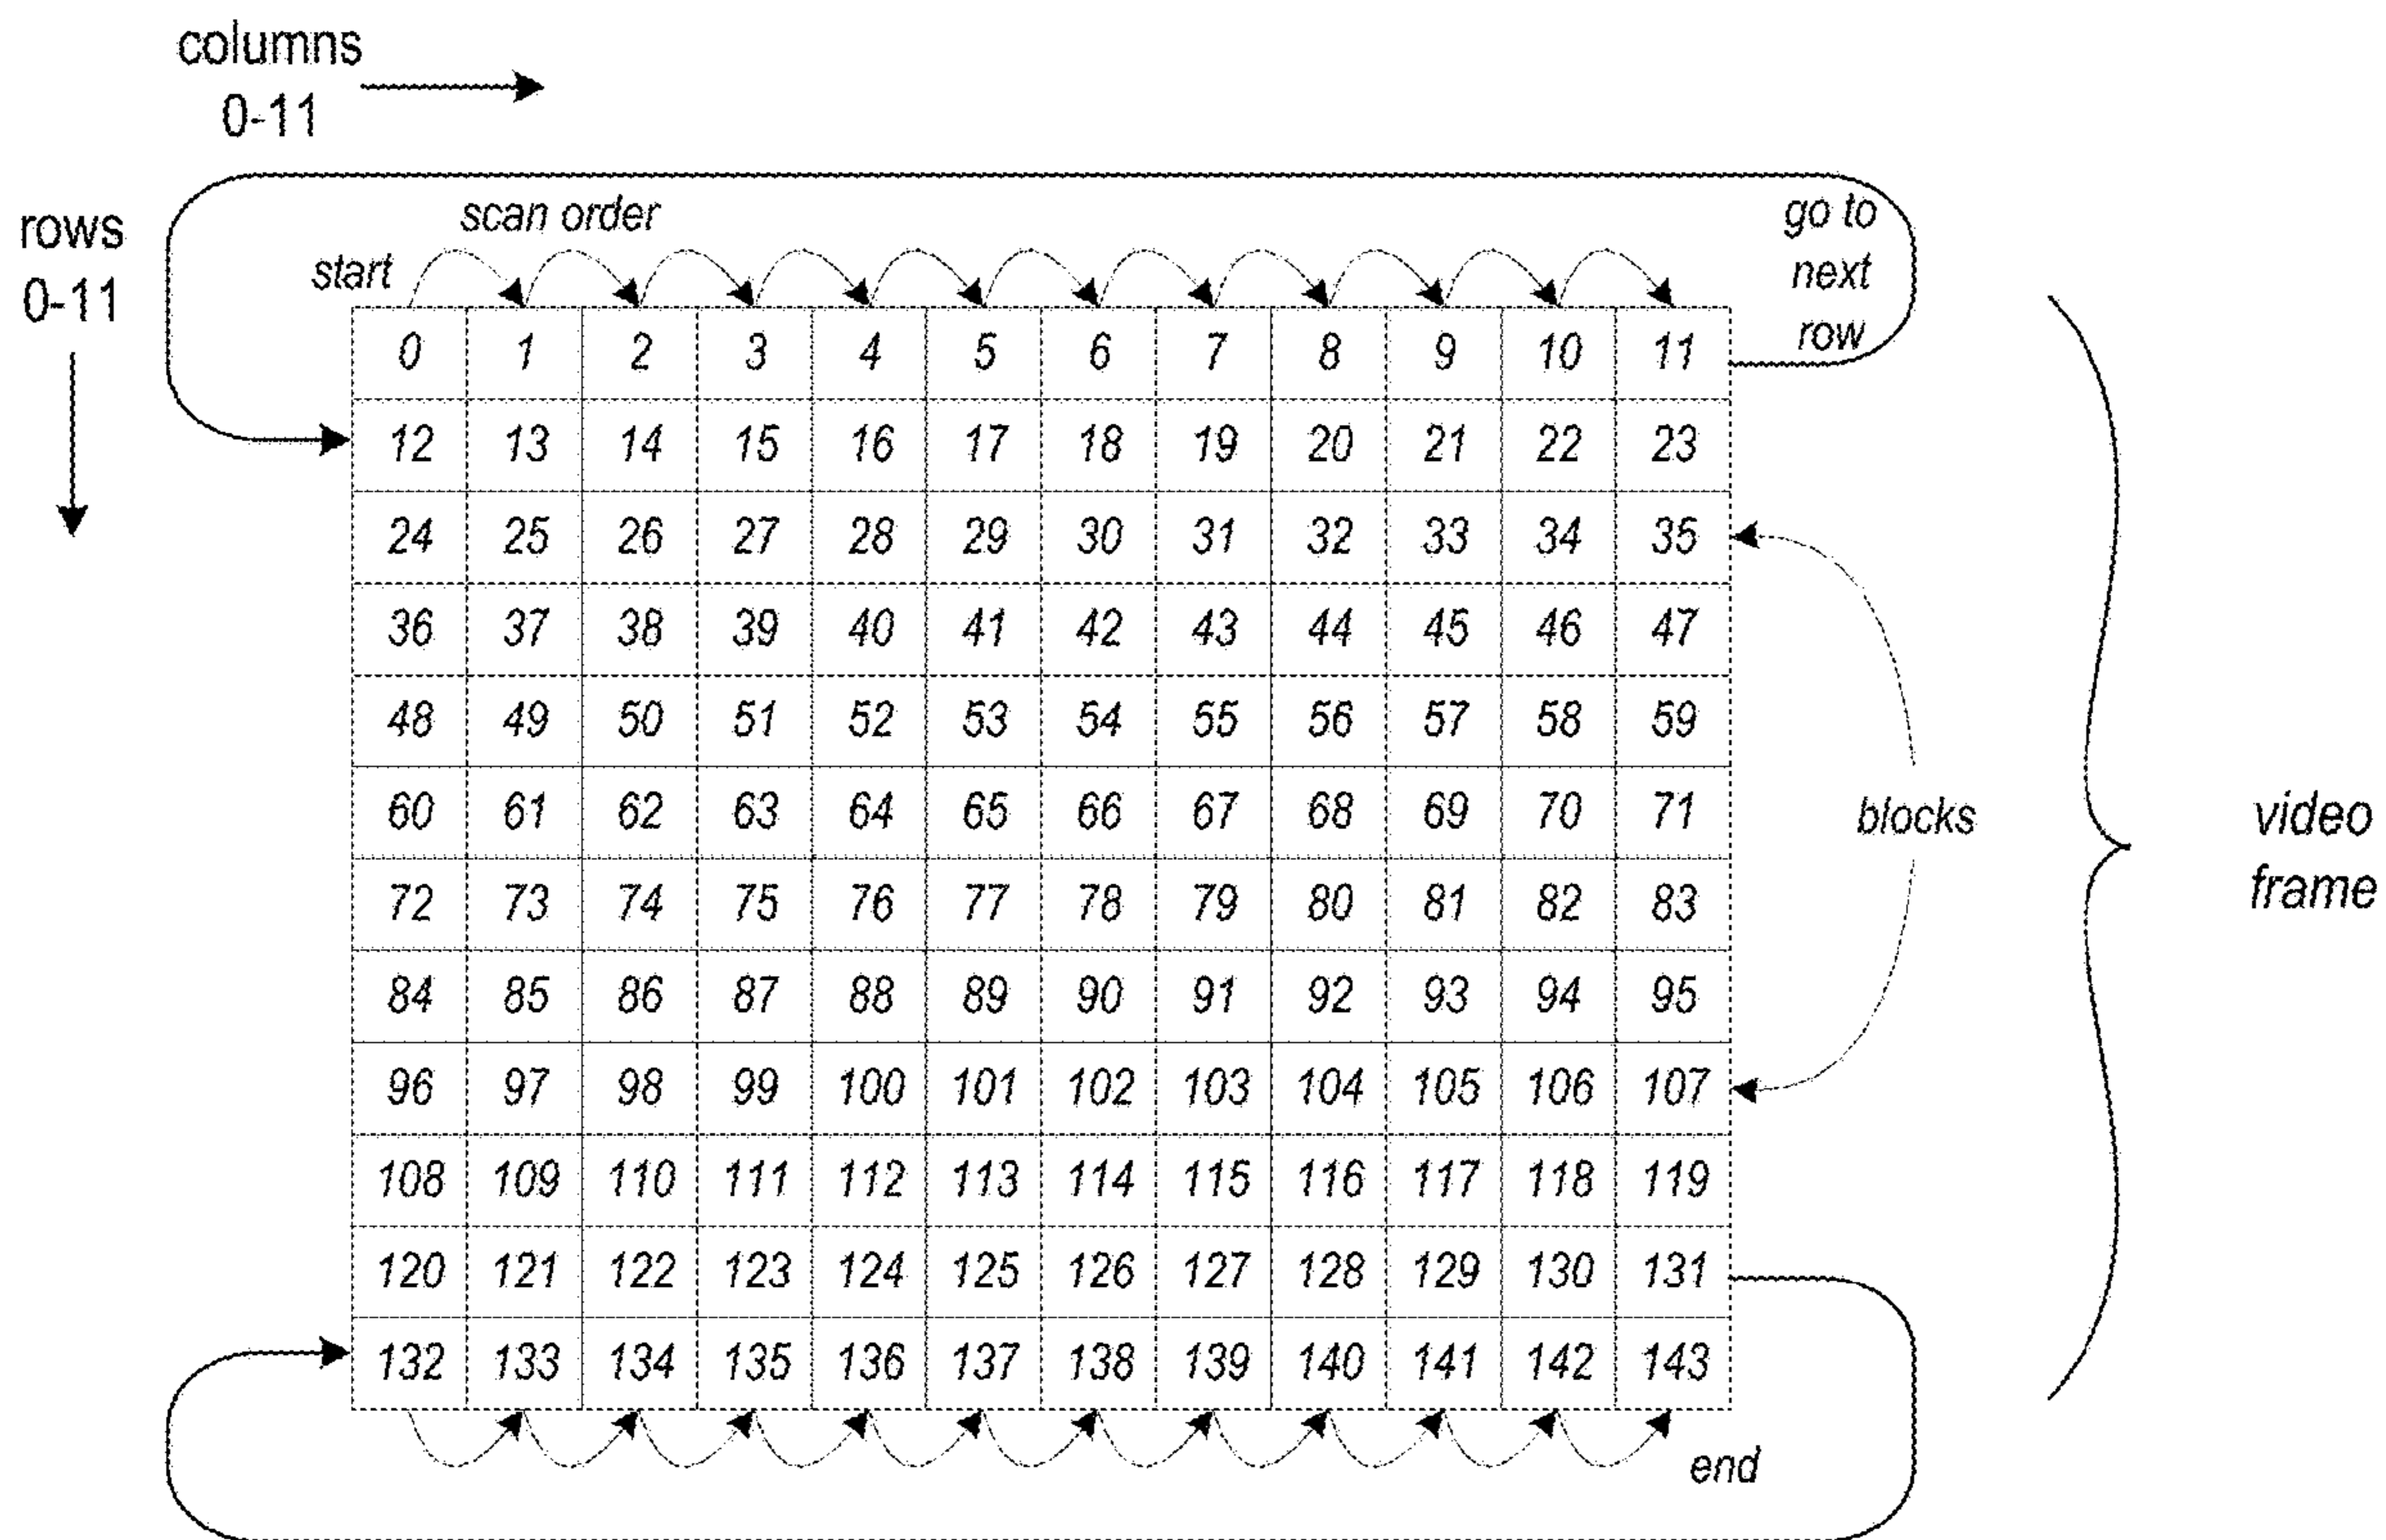 columns
0-11
rows
0-11
scan order
start
go to
next
row
0 1 2 3 4 5 6 7 8 9 10 11
12 13 14 15 16 17 18 19 20 21 22 23
24 25 26 27 28 29 30 31 32 33 34 35
36 37 38 39 40 41 42 43 44 45 46 47
48 49 50 51 52 53 54 55 56 57 58 59
60 61 62 63 64 65 66 67 68 69 70 71
72 73 74 75 76 77 78 79 80 81 82 83
84 85 86 87 88 89 90 91 92 93 94 95
96 97 98 99 100 101 102 103 104 105 106 107
108 109 110 111 112 113 114 115 116 117 118 119
120 121 122 123 124 125 126 127 128 129 130 131
132 133 134 135 136 137 138 139 140 141 142 143
blocks
video
frame
end